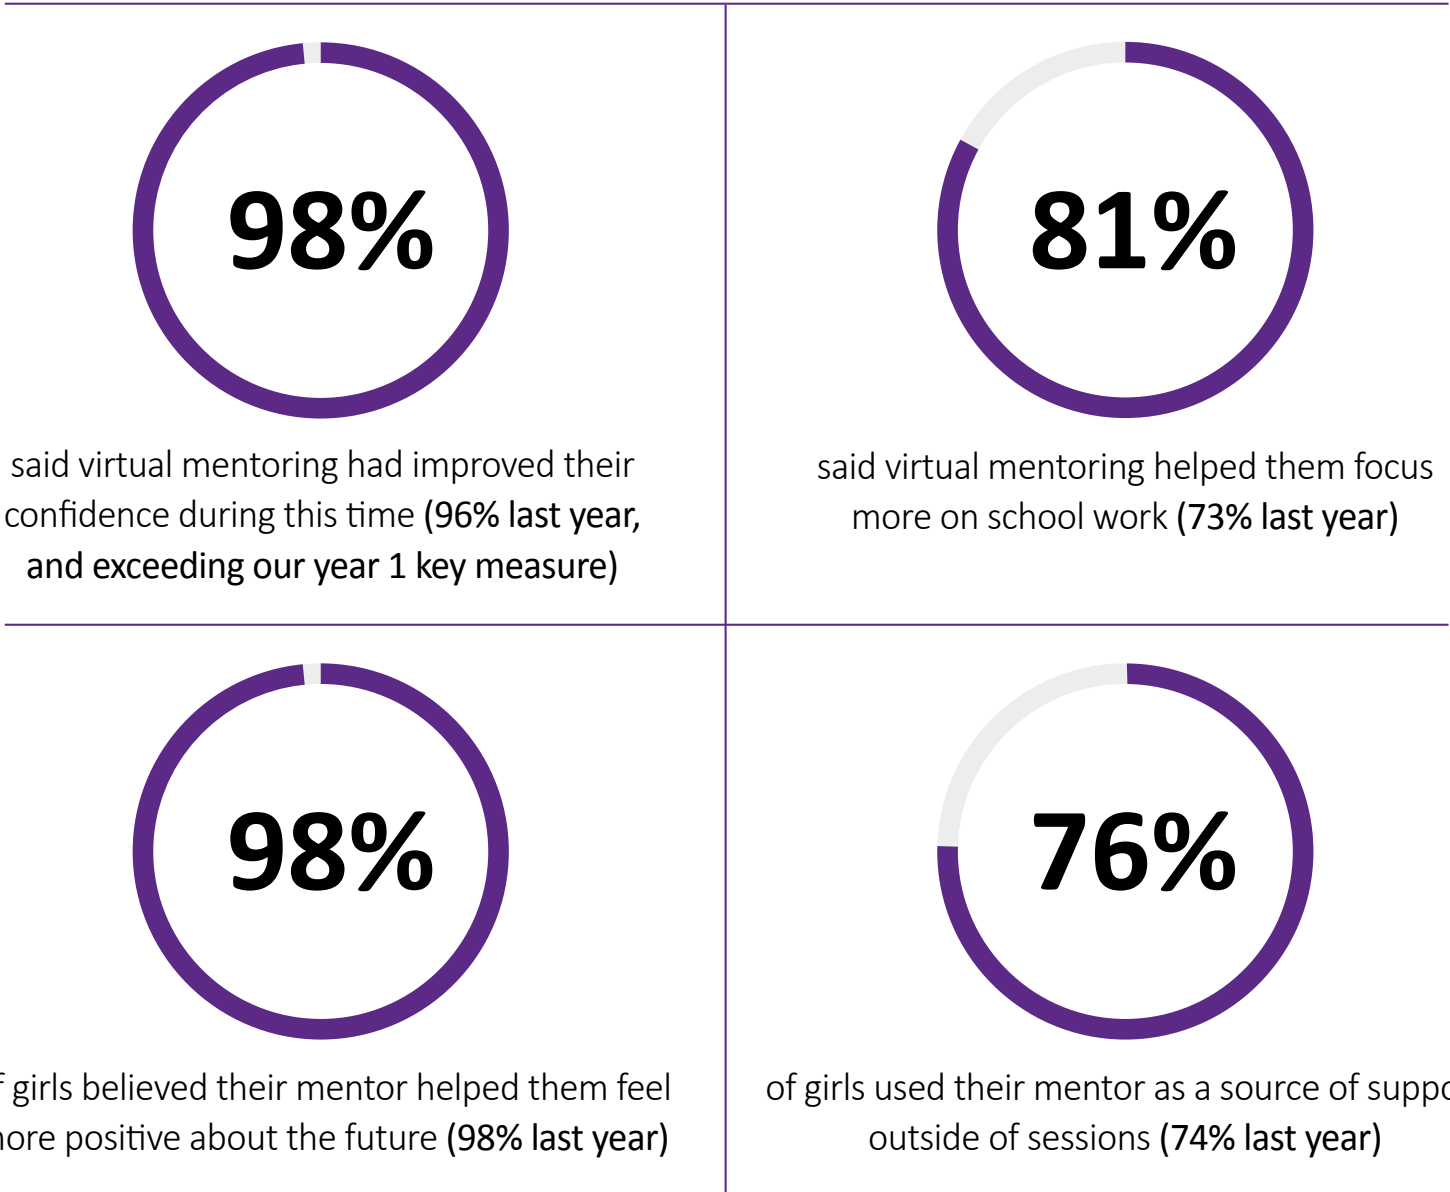 98%
said virtual mentoring had improved their
confidence during this time (96% last year,
and exceeding our year 1 key measure)
81%
said virtual mentoring helped them focus
more on school work (73% last year)
98%
girls believed their mentor helped them feel
positive about the future (98% last year)
76%
of girls used their mentor as a source of
outside of sessions (74% last year)